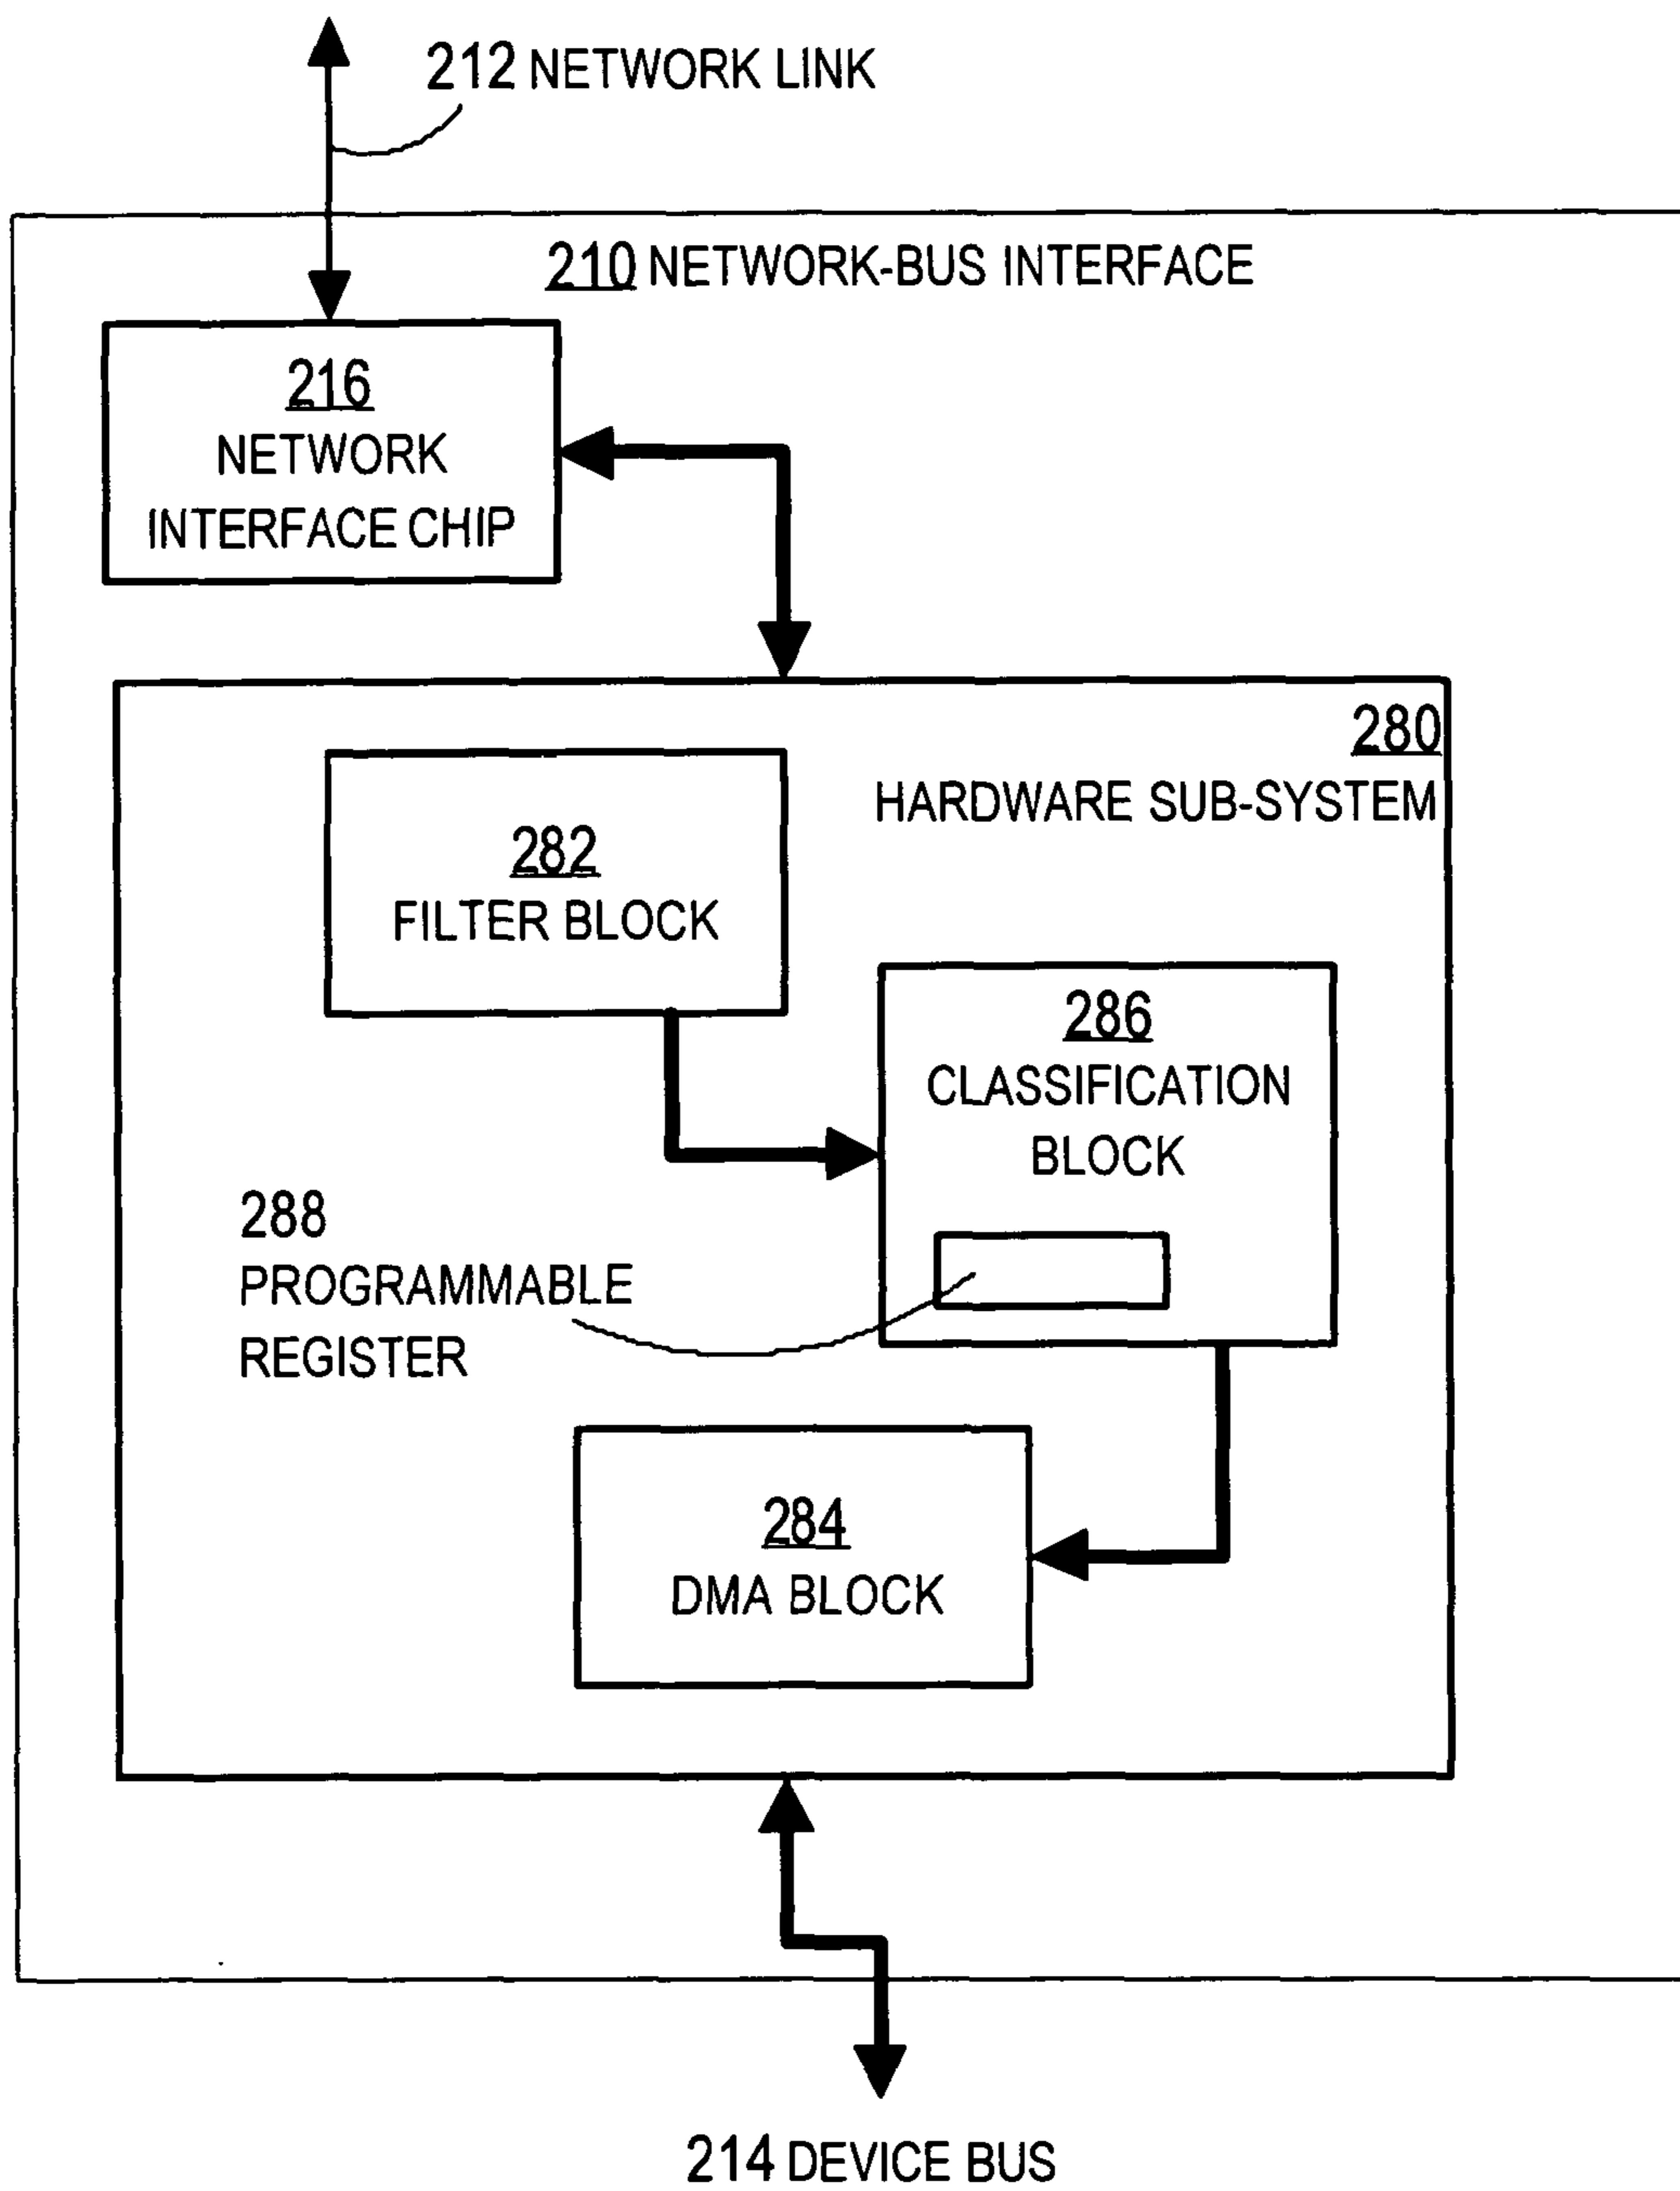 212 NETWORK LINK
210 NETWORK-BUS INTERFACE
216
NETWORK
INTERFACE CHIP
280
HARDWARE SUB-SYSTEM
282
FILTER BLOCK
286
CLASSIFICATION
BLOCK
288
PROGRAMMABLE
REGISTER
284
DMA BLOCK
214 DEVICE BUS